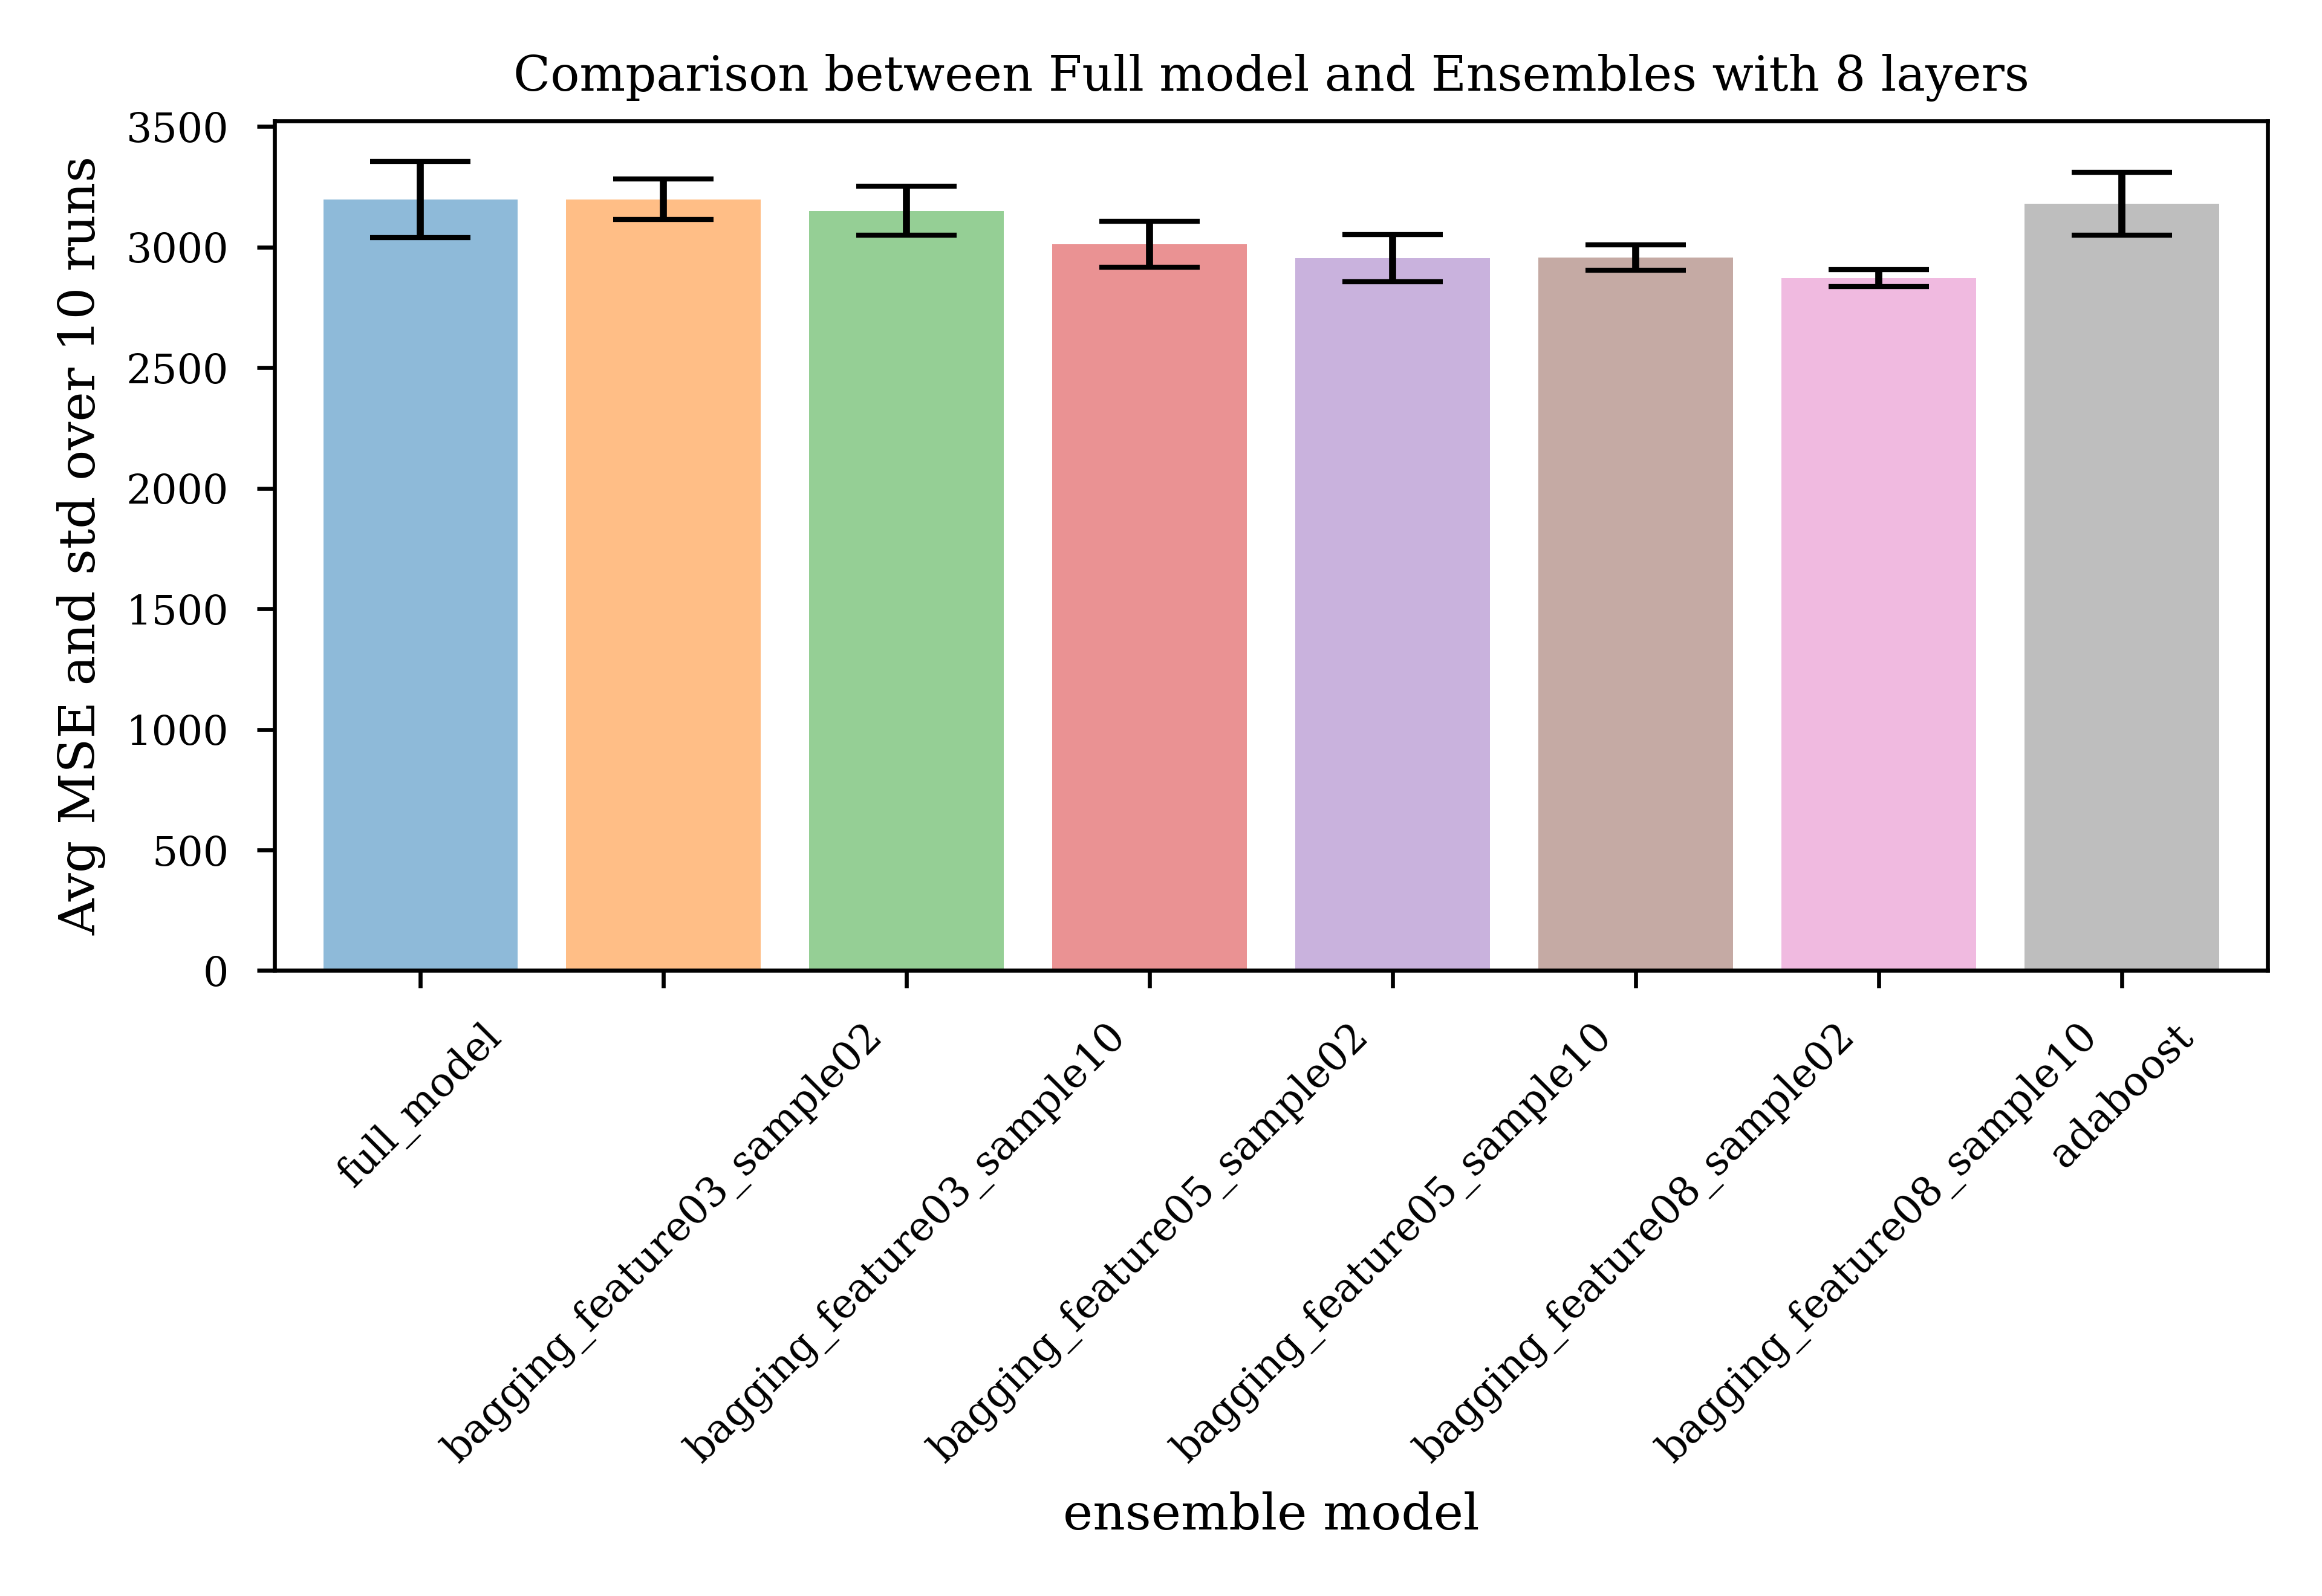 Comparison between Full model and Ensembles with 8 layers
Avg MSE and std over 10 runs
3500
3000
2500
2000
1500
1000
500
0
full_model
bagging_feature03_sample02
bagging_feature03_sample10
bagging_feature05_sample02
bagging_feature05_sample10
bagging_feature08_sample02
bagging_feature08_sample10
adaboost
ensemble model